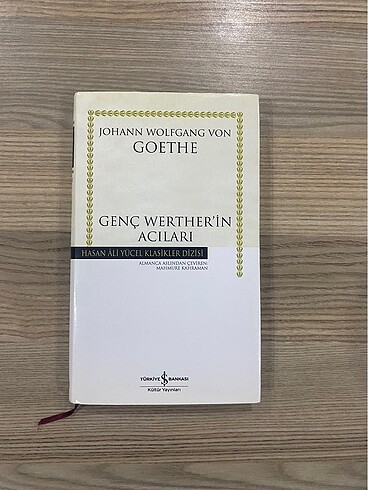 JOHANN WOLFGANG VON
GOETHE
GENÇ WERTHER'İN
ACILARI
HASAN ÂLİ YÜCEL KLASİKLER DİZİSİ
ALMANCA ASLINDAN ÇEVİREN:
MAHMURE KAHRAMAN
TÜRKİYE İŞ BANKASI
Kültür Yayınları